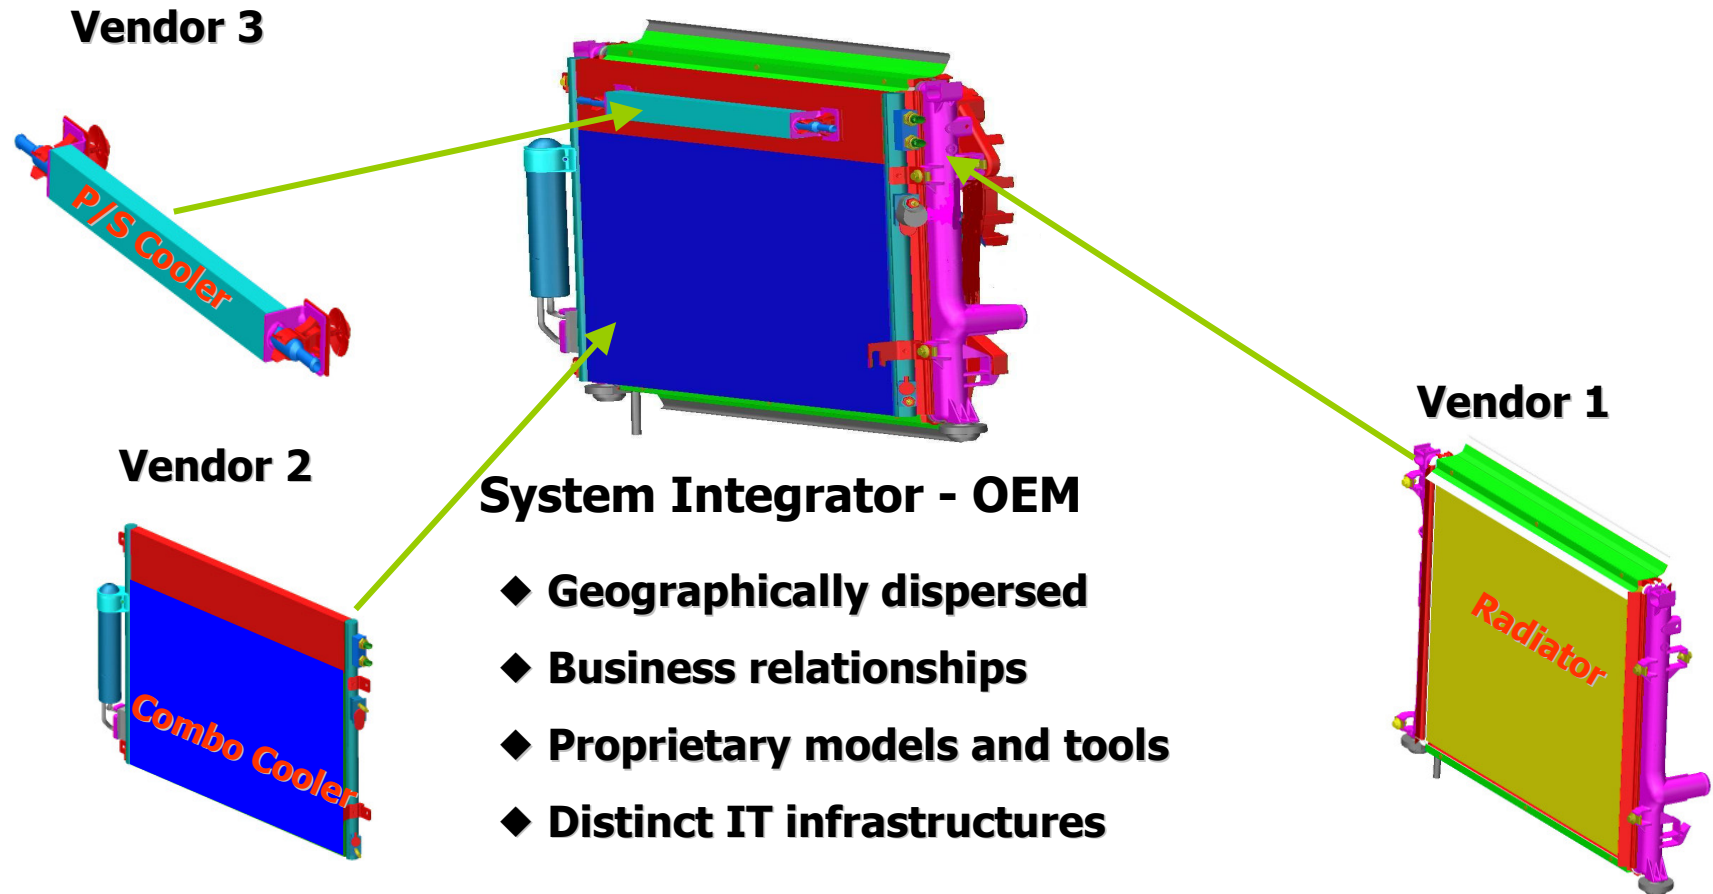 Vendor 3
P/S Cooler
Vendor 1
Vendor 2
System Integrator - OEM
◆ Geographically dispersed
◆ Business relationships
◆ Proprietary models and tools
◆ Distinct IT infrastructures
Combo Cooler
Radiator